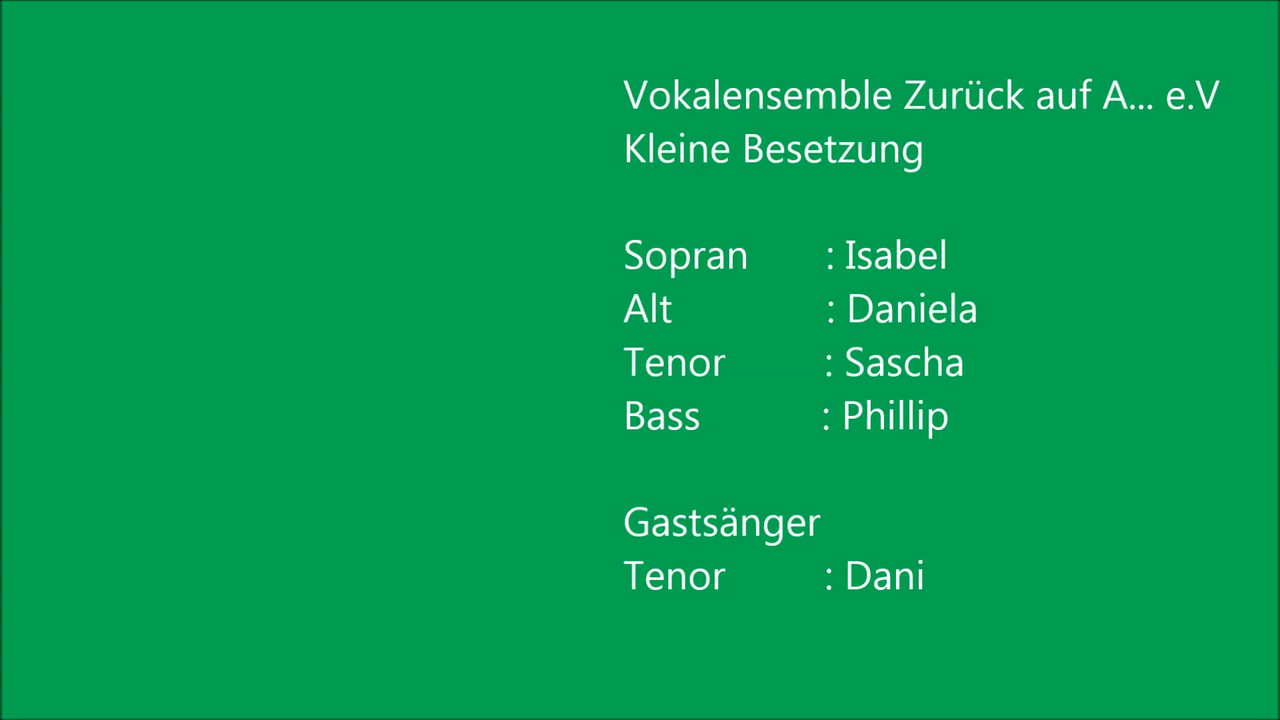 Vokalensemble Zurück auf A... e.V
Kleine Besetzung
Sopran : Isabel
Alt : Daniela
Tenor : Sascha
Bass : Phillip
Gastsänger
Tenor : Dani